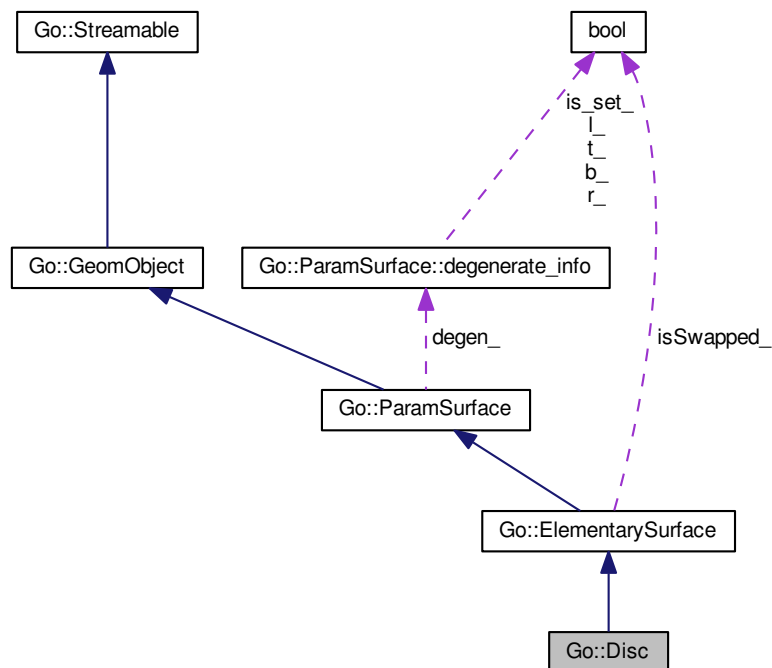 Go::Streamable
bool
is_set_
l_
t_
b_
r_
Go::GeomObject
Go::ParamSurface::degenerate_info
degen_
isSwapped_
Go::ParamSurface
Go::ElementarySurface
Go::Disc